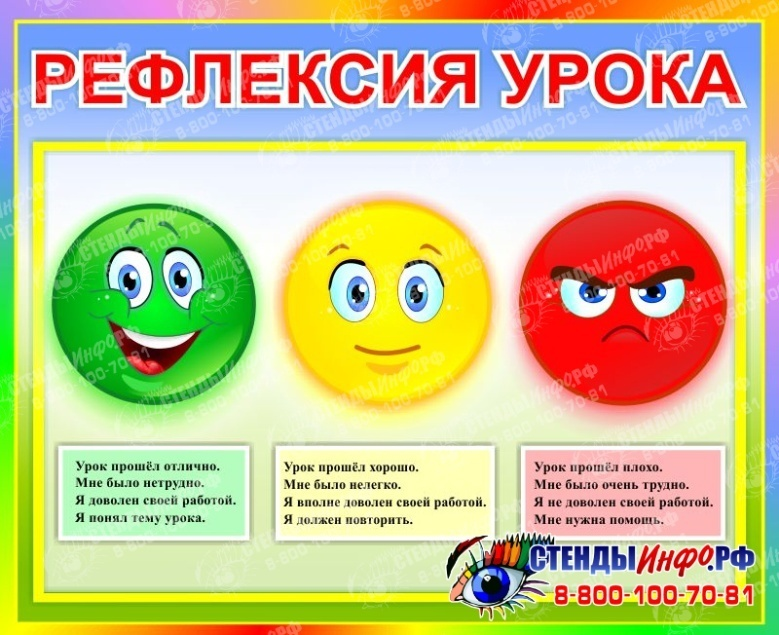 РЕФЛЕКСИЯ УРОКА
Урок прошёл отлично.
Мне было нетрудно.
Я доволен своей работой.
Я понял тему урока.
Урок прошёл хорошо.
Мне было нелегко.
Я вполне доволен своей работой.
Я должен повторить.
Урок прошёл плохо.
Мне было очень трудно.
Я не доволен своей работой.
Мне нужна помощь.
СТЕНДЫИНФО.РФ
8-800-100-70-81